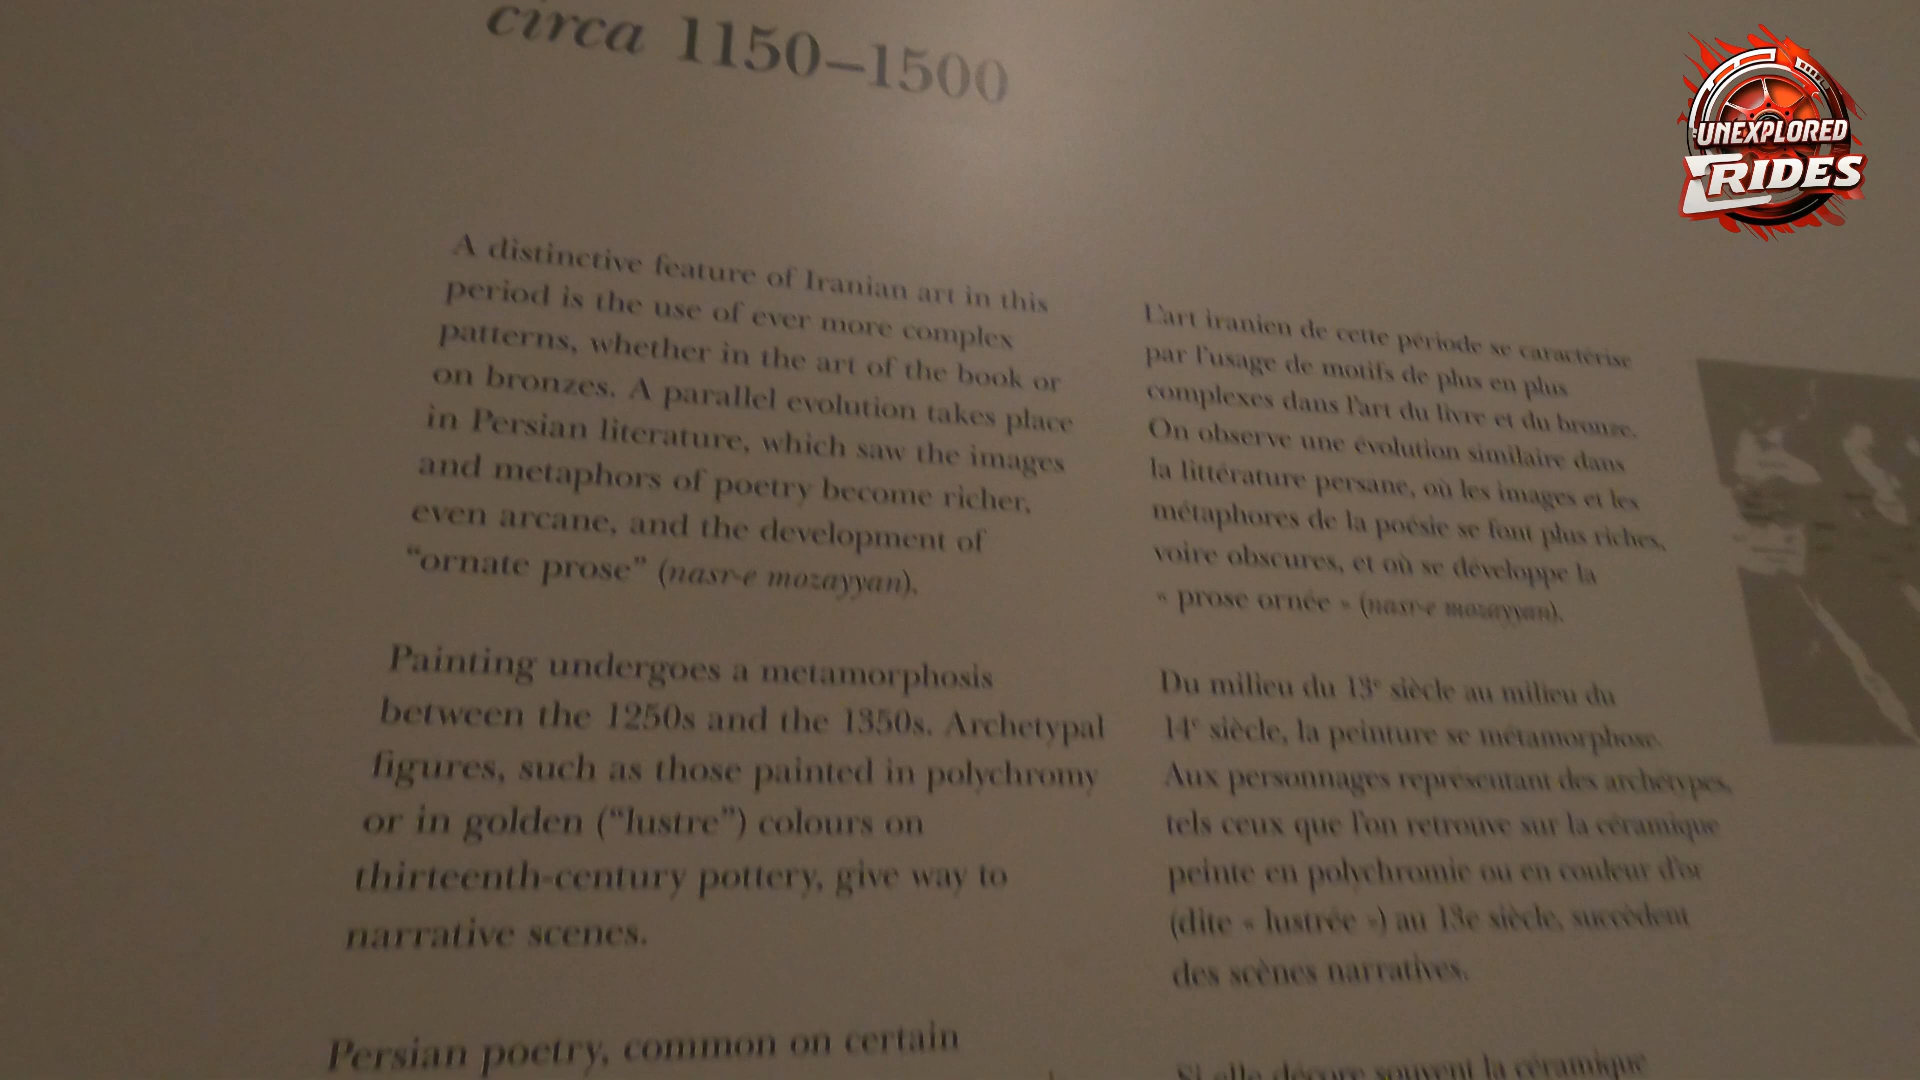 circa 1150–1500
A distinctive feature of Iranian art in this
period is the use of ever more complex
patterns, whether in the art of the book or
on bronzes. A parallel evolution takes place
in Persian literature, which saw the images
and metaphors of poetry become richer,
even arcane, and the development of
“ornate prose” (nasr-e mozayyan).
Painting undergoes a metamorphosis
between the 1250s and the 1350s. Archetypal
figures, such as those painted in polychromy
or in golden (“lustre”) colours on
thirteenth-century pottery, give way to
narrative scenes.
Persian poetry, common on certain
L'art iranien de cette période se caractérise
par l'usage de motifs de plus en plus
complexes dans l'art du livre et du bronze.
On observe une évolution similaire dans
la littérature persane, où les images et les
métaphores de la poésie se font plus riches,
voire obscures, et où se développe la
« prose ornée » (nasr-e mozayyan).
Du milieu du 13e siècle au milieu du
14e siècle, la peinture se métamorphose.
Aux personnages représentant des archétypes,
tels ceux que l'on retrouve sur la céramique
peinte en polychromie ou en couleur d'or
(dite « lustrée ») au 13e siècle, succèdent
des scènes narratives.
Si elle décore souvent la céramique
UNEXPLORED
RIDES